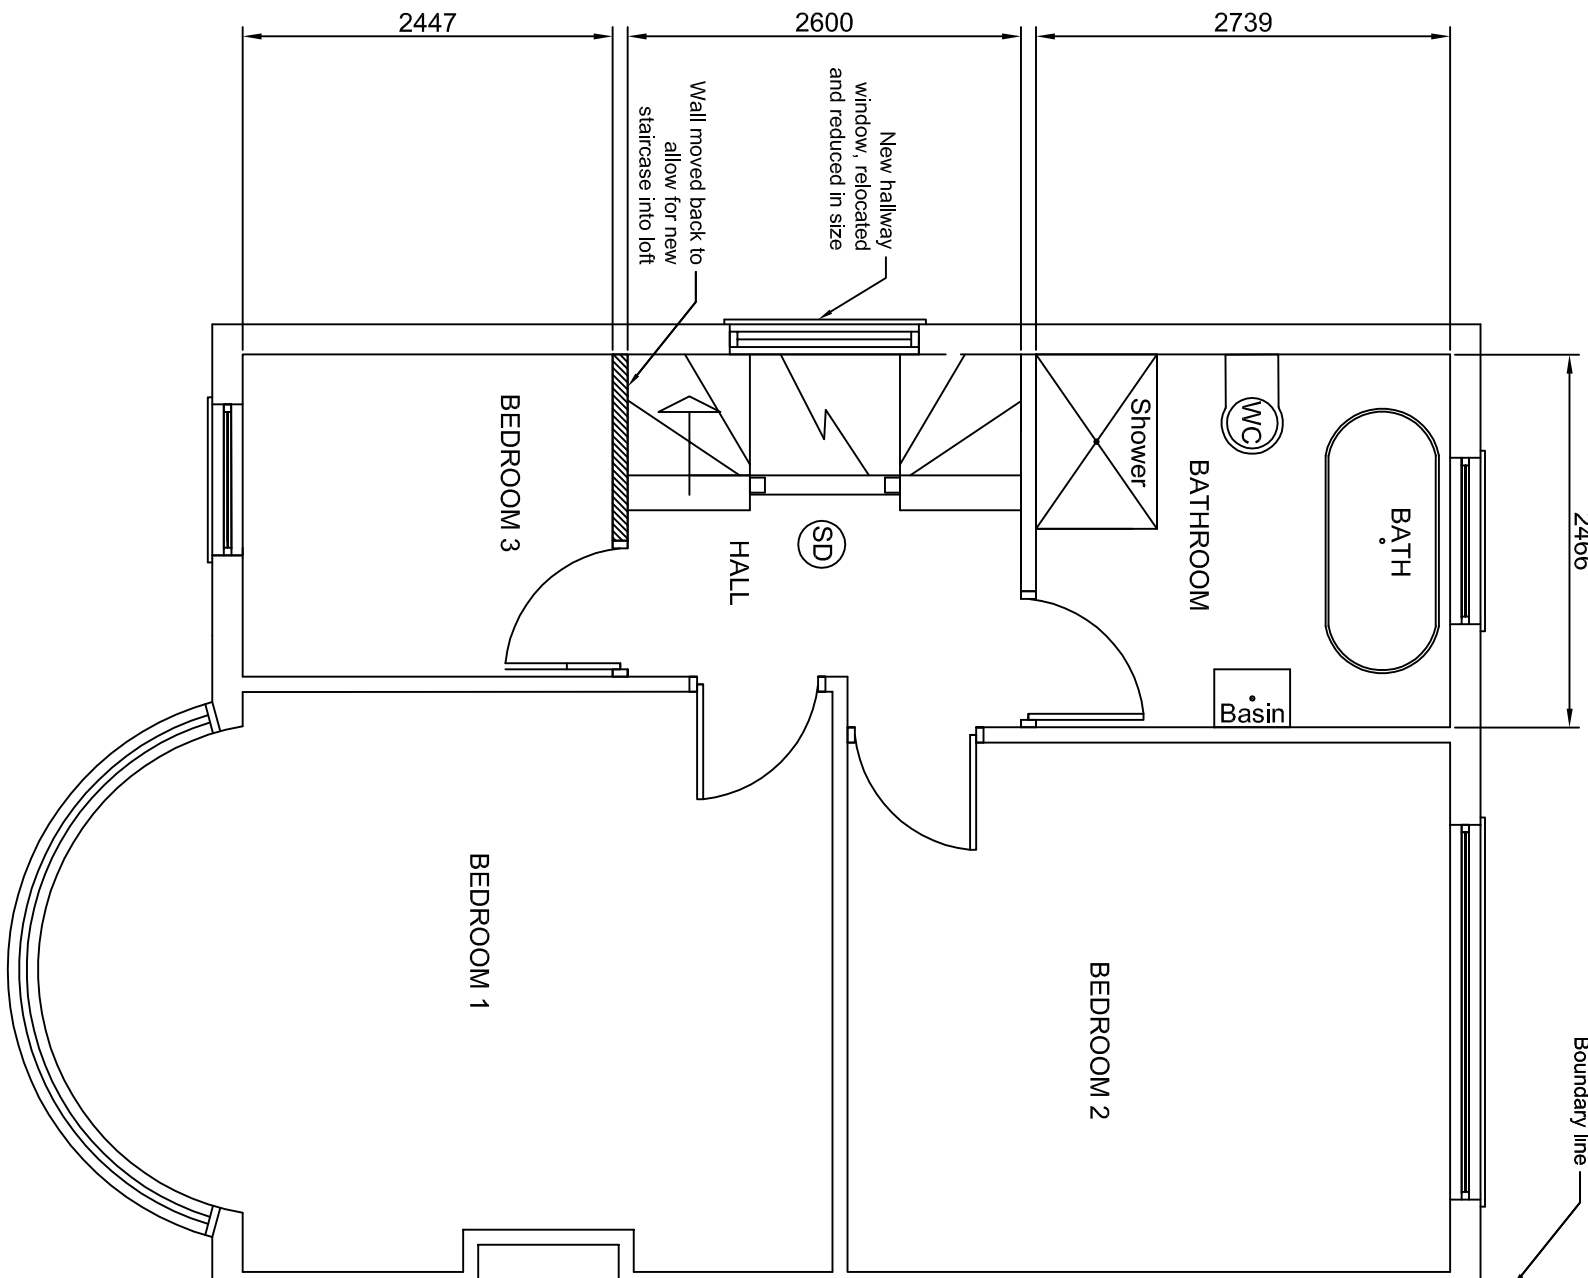 2447
2600
2739
New hallway
window, relocated
and reduced in size
Wall moved back to
allow for new
staircase into loft
2466
BEDROOM 3
Shower
WC
BATHROOM
BATH
SD
HALL
Basin
BEDROOM 1
BEDROOM 2
Boundary line